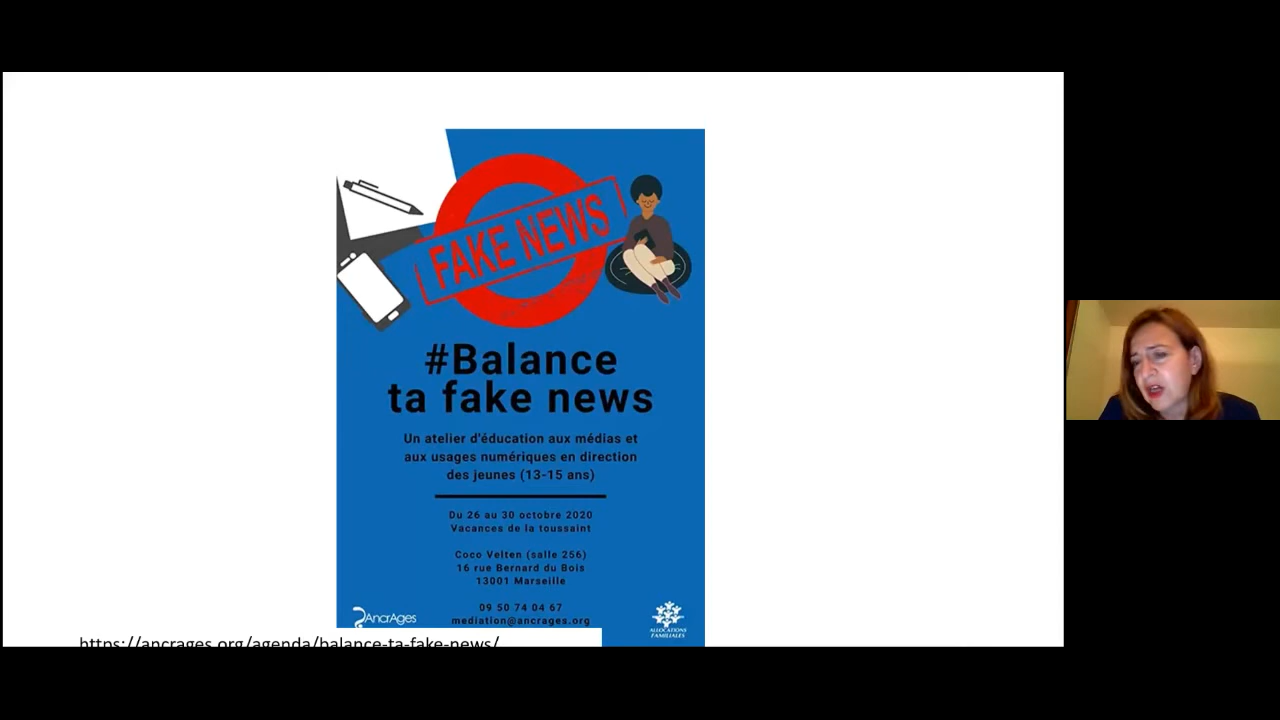 FAKE NEWS
#Balance
ta fake news
Un atelier d'éducation aux médias et
aux usages numériques en direction
des jeunes (13-15 ans)
Du 26 au 30 octobre 2020
Vacances de la toussaint
Coco Velten (salle 256)
16 rue Bernard du Bois
13001 Marseille
09 50 74 04 67
mediation@ancrages.org
AncrAges
ALLOCATIONS
FAMILIALES
https://ancrages.org/agenda/balance-ta-fake-news/